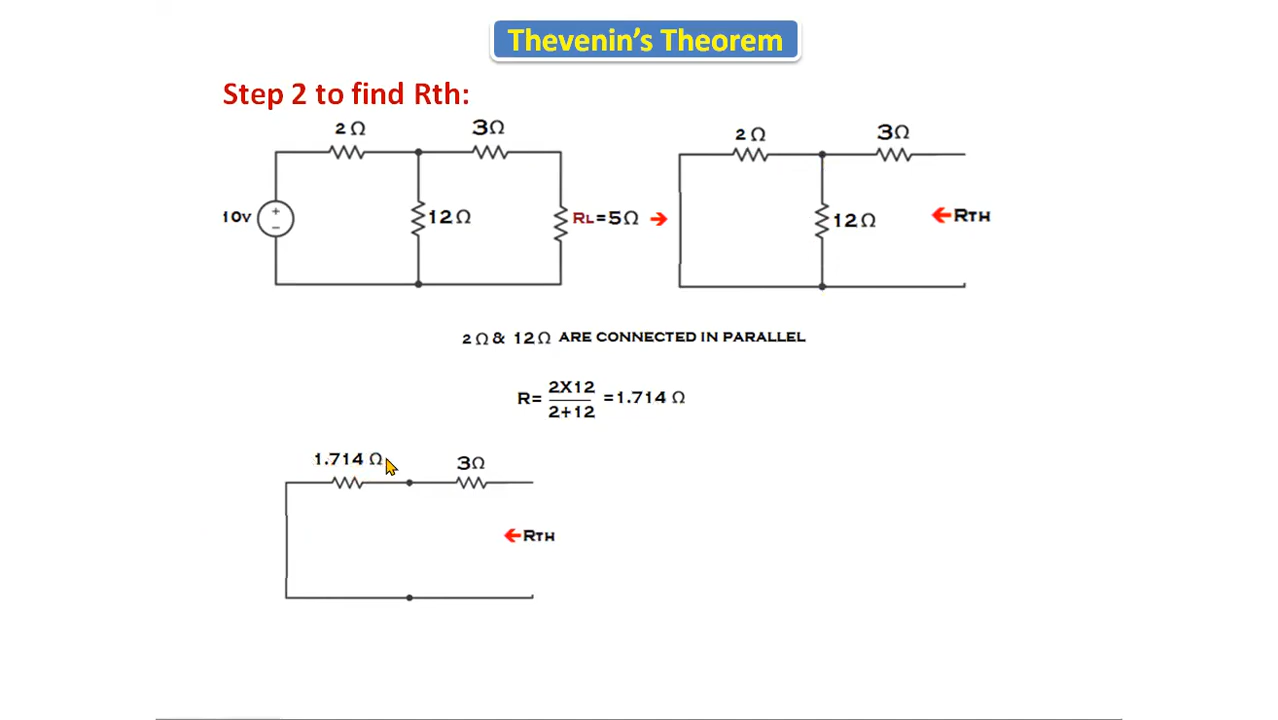 Thevenin's Theorem
Step 2 to find Rth:
2 Ω 3Ω
10v + − 12 Ω RL=5Ω
2 Ω 3Ω
12 Ω RTH
2 Ω & 12 Ω ARE CONNECTED IN PARALLEL
R= 2X12 / 2+12 =1.714 Ω
1.714 Ω 3Ω
RTH